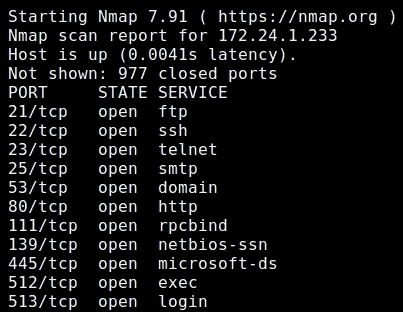 Starting Nmap 7.91 ( https://nmap.org )
Nmap scan report for 172.24.1.233
Host is up (0.0041s latency).
Not shown: 977 closed ports
PORT STATE SERVICE
21/tcp open ftp
22/tcp open ssh
23/tcp open telnet
25/tcp open smtp
53/tcp open domain
80/tcp open http
111/tcp open rpcbind
139/tcp open netbios-ssn
445/tcp open microsoft-ds
512/tcp open exec
513/tcp open login